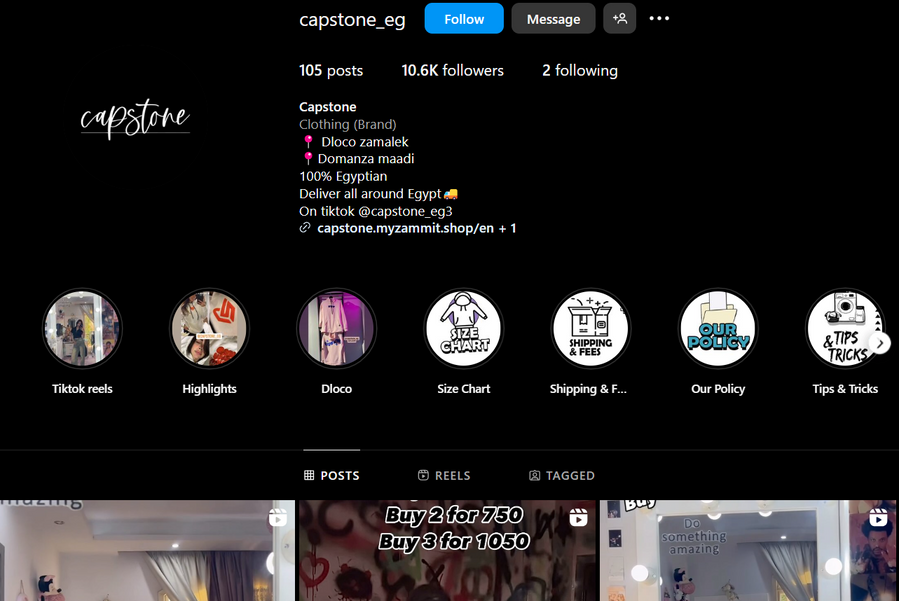 capstone_eg
Follow
Message
105 posts
10.6K followers
2 following
capstone
Capstone
Clothing (Brand)
📍 Dloco zamalek
📍Domanza maadi
100% Egyptian
Deliver all around Egypt🚚
On tiktok @capstone_eg3
capstone.myzammit.shop/en + 1
SIZE
CHART
SHIPPING
& FEES
OUR
POLICY
& TIPS
TRICKS
Tiktok reels
Highlights
Dloco
Size Chart
Shipping & F...
Our Policy
Tips & Tricks
POSTS
REELS
TAGGED
amazing
Buy 2 for 750
Buy 3 for 1050
Buy
Do
something
amazing